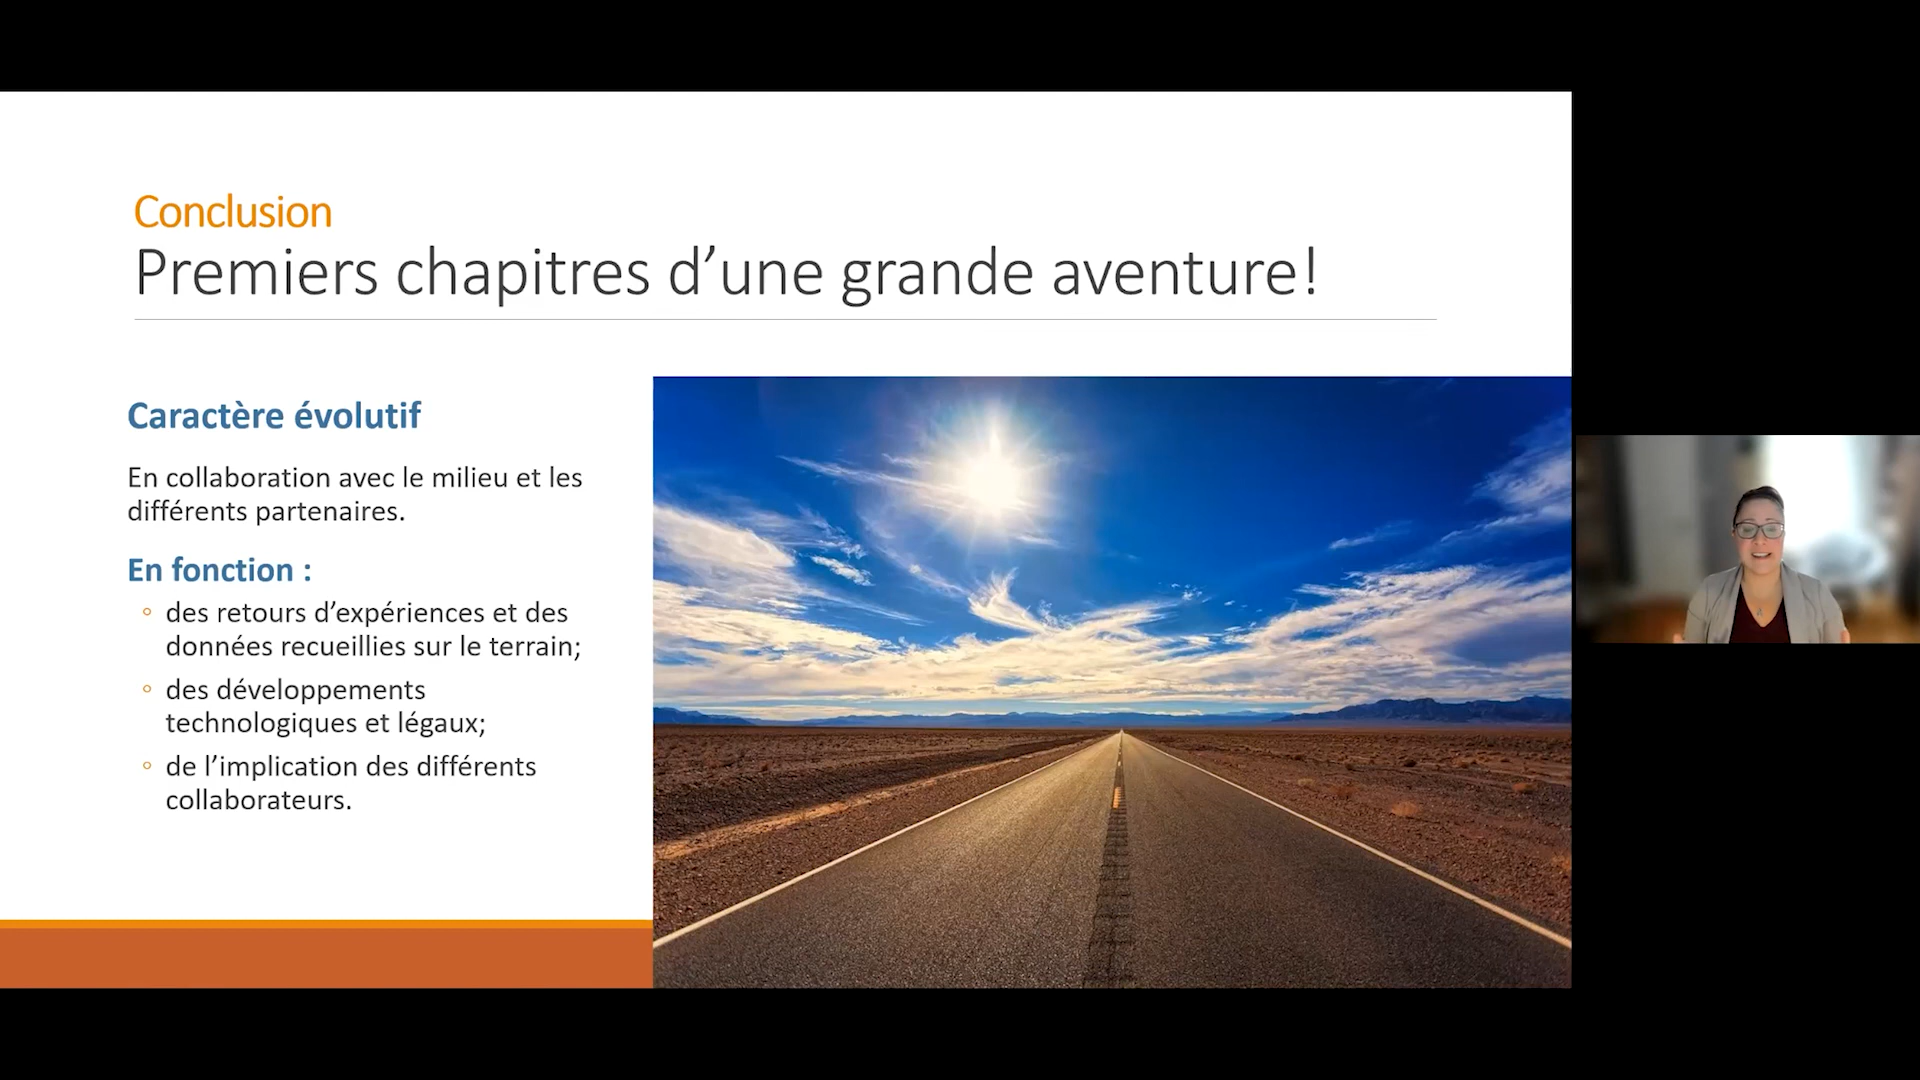 Conclusion
Premiers chapitres d’une grande aventure!
Caractère évolutif
En collaboration avec le milieu et les
différents partenaires.
En fonction :
◦ des retours d’expériences et des
données recueillies sur le terrain;
◦ des développements
technologiques et légaux;
◦ de l’implication des différents
collaborateurs.